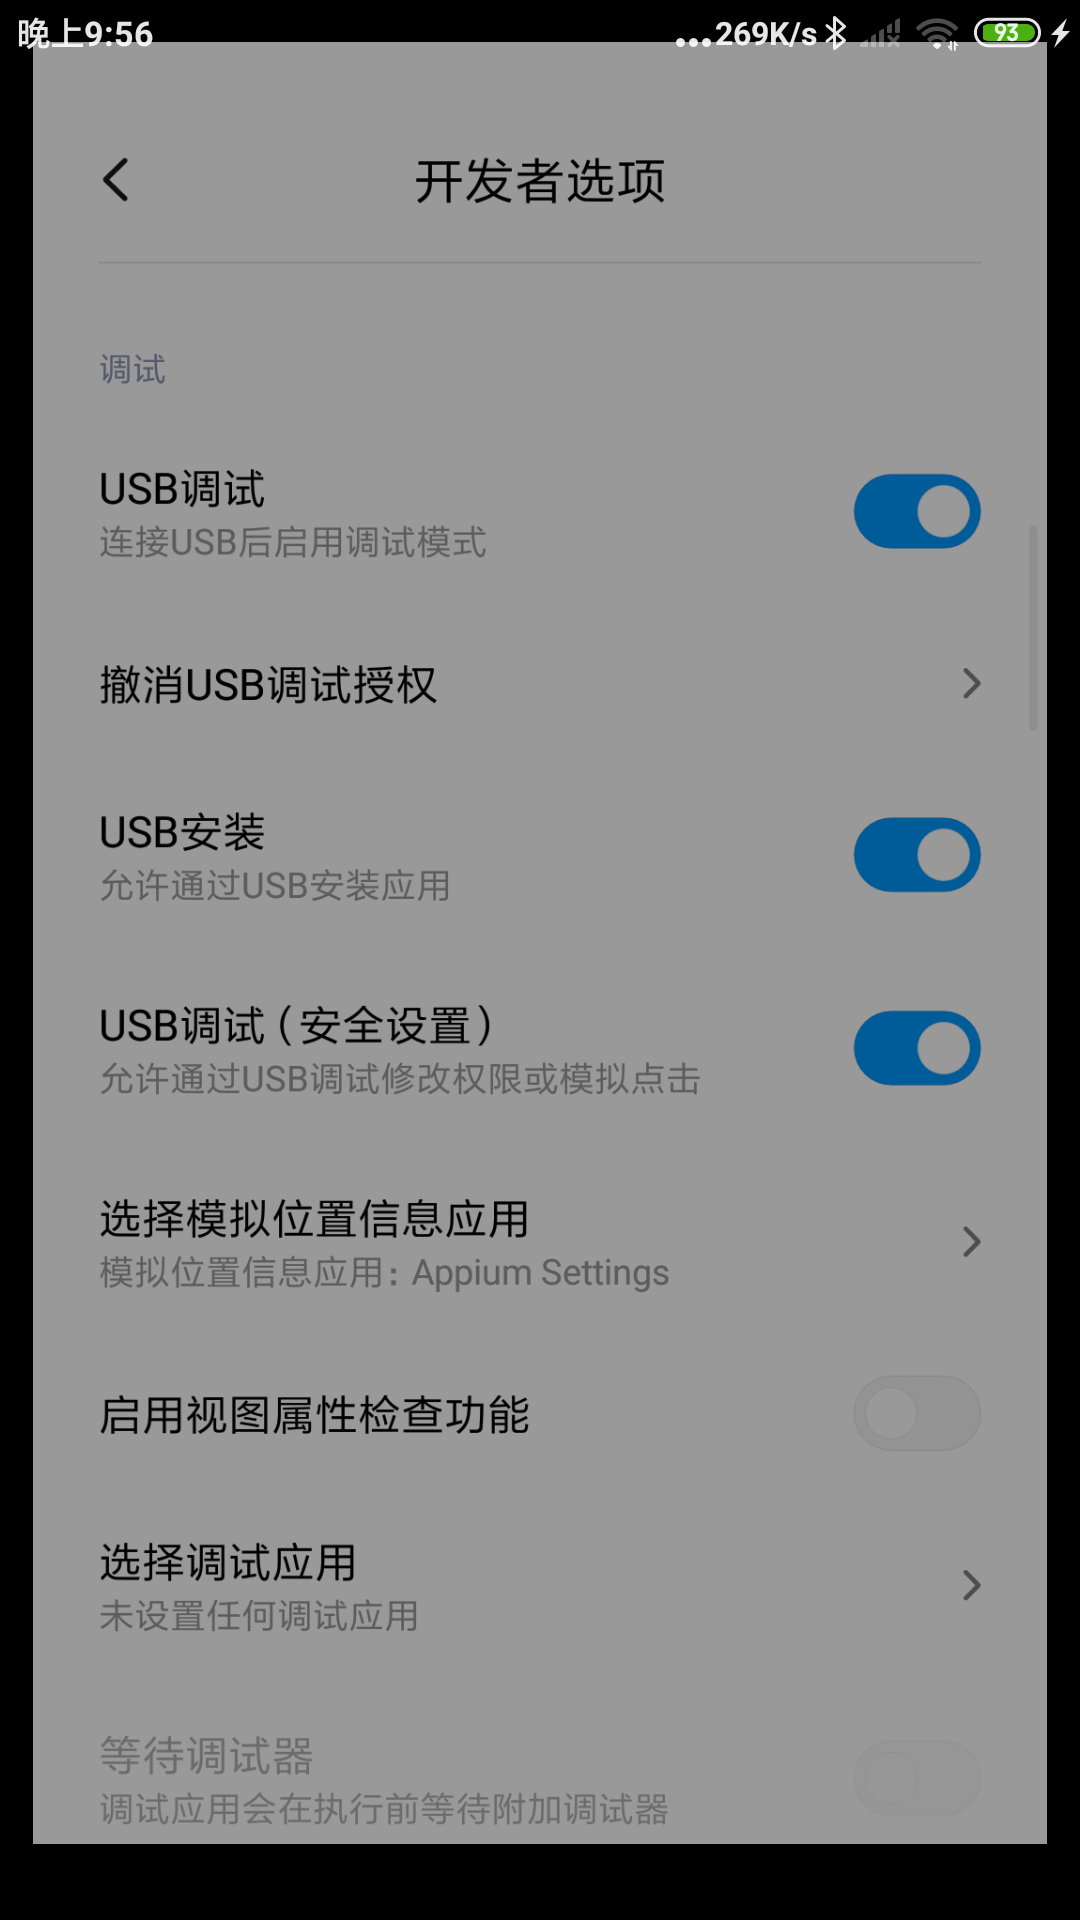 晚上9:56
...269K/s
93
开发者选项
调试
USB调试
连接USB后启用调试模式
撤消USB调试授权
USB安装
允许通过USB安装应用
USB调试（安全设置）
允许通过USB调试修改权限或模拟点击
选择模拟位置信息应用
模拟位置信息应用：Appium Settings
启用视图属性检查功能
选择调试应用
未设置任何调试应用
等待调试器
调试应用会在执行前等待附加调试器